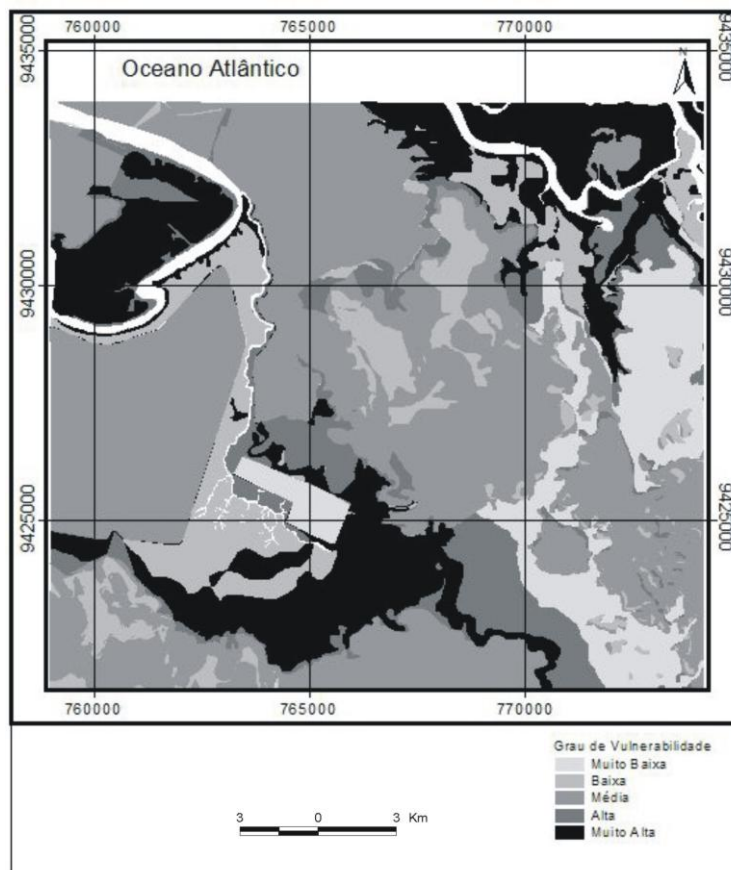 760000 765000 770000
9435000 9435000
Oceano Atlântico
N
9430000 9430000
9425000 9425000
760000 765000 770000
Grau de Vulnerabilidade
Muito Baixa
Baixa
Média
Alta
Muito Alta
3 0 3 Km